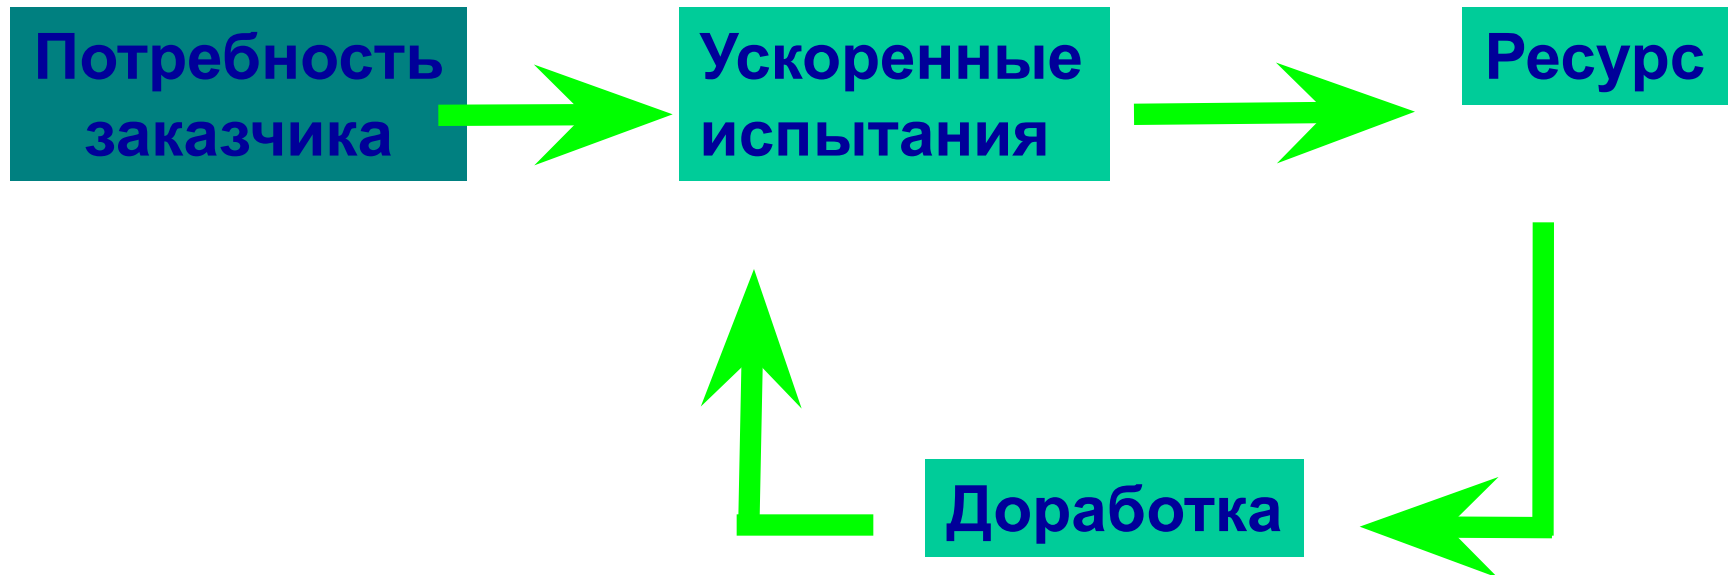 Потребность
заказчика
Ускоренные
испытания
Ресурс
Доработка